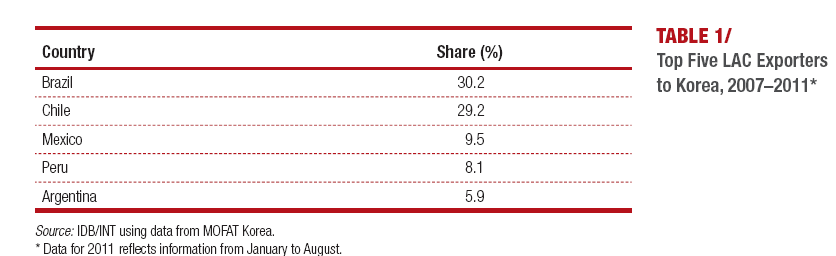 Country Share (%)
Brazil 30.2
Chile 29.2
Mexico 9.5
Peru 8.1
Argentina 5.9
Source: IDB/INT using data from MOFAT Korea.
* Data for 2011 reflects information from January to August.
TABLE 1/
Top Five LAC Exporters
to Korea, 2007–2011*